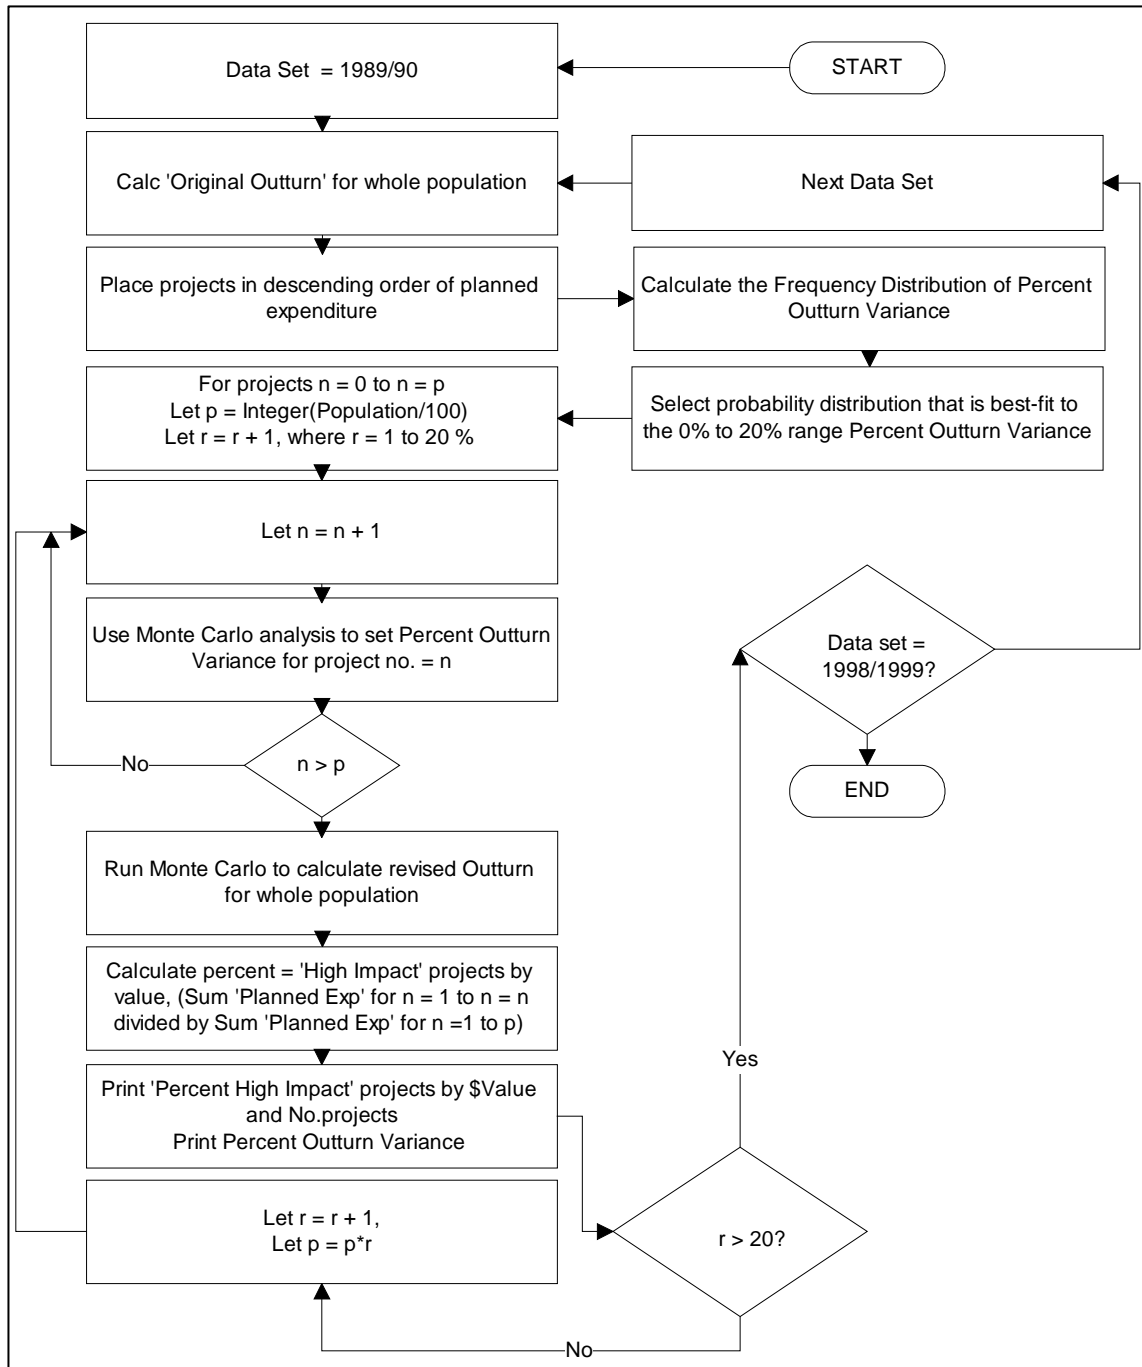 START
Data Set = 1989/90
Calc 'Original Outturn' for whole population
Next Data Set
Place projects in descending order of planned
expenditure
Calculate the Frequency Distribution of Percent
Outturn Variance
Select probability distribution that is best-fit to
the 0% to 20% range Percent Outturn Variance
For projects n = 0 to n = p
Let p = Integer(Population/100)
Let r = r + 1, where r = 1 to 20 %
Let n = n + 1
Use Monte Carlo analysis to set Percent Outturn
Variance for project no. = n
n > p
No
Run Monte Carlo to calculate revised Outturn
for whole population
Calculate percent = 'High Impact' projects by
value, (Sum 'Planned Exp' for n = 1 to n = n
divided by Sum 'Planned Exp' for n =1 to p)
Print 'Percent High Impact' projects by $Value
and No.projects
Print Percent Outturn Variance
Let r = r + 1,
Let p = p*r
r > 20?
No
Yes
Data set =
1998/1999?
END